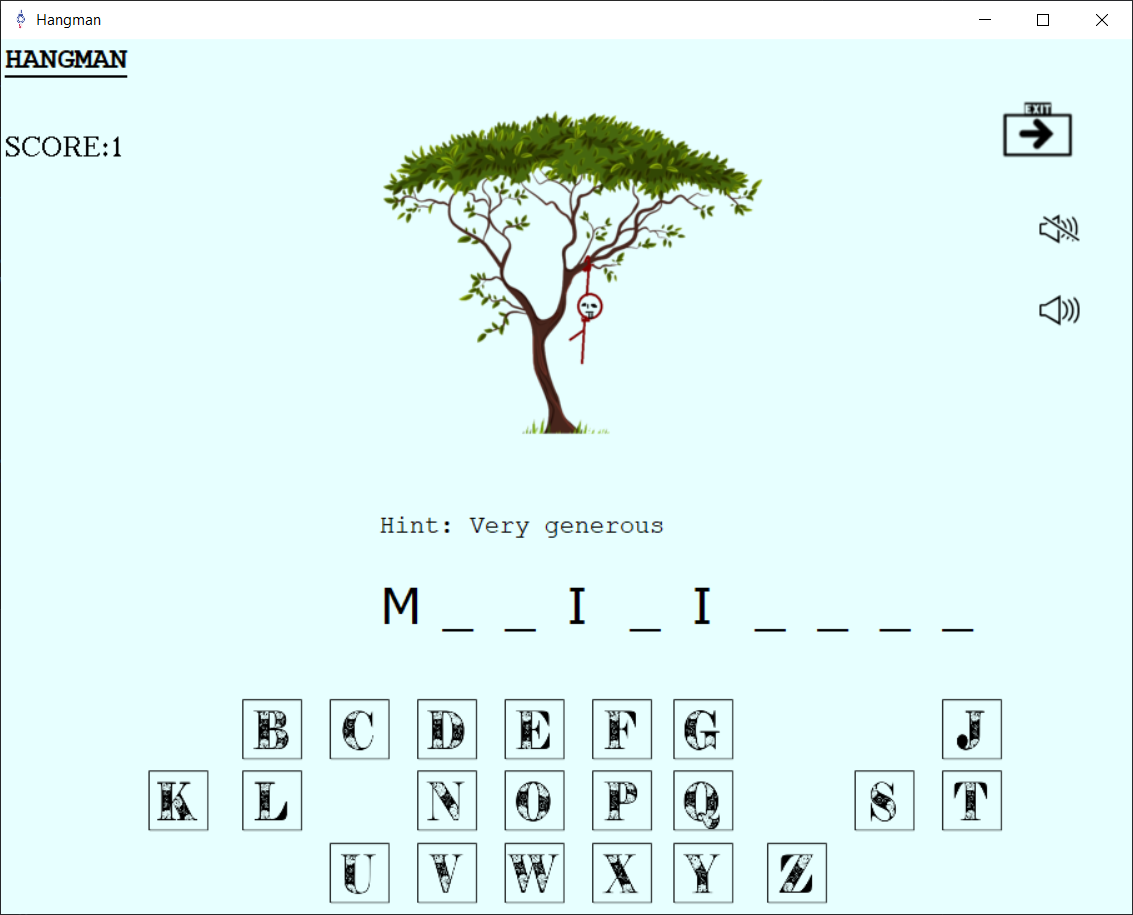 Hangman
HANGMAN
EXIT
SCORE:1
Hint: Very generous
M _ _ I _ I _ _ _ _
B C D E F G J
K L N O P Q S T
U V W X Y Z